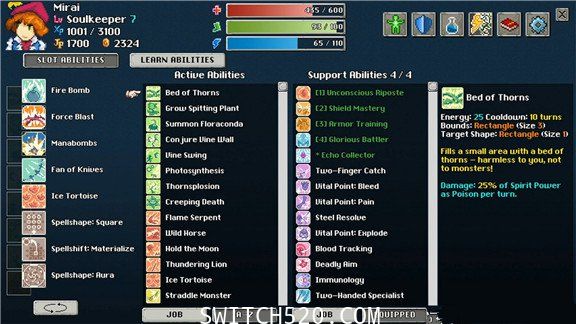 Mirai
Lv Soulkeeper 7
Xp 1001 / 3100
Jp 1700 2324
435 / 600
93 / 110
65 / 110
SLOT ABILITIES
LEARN ABILITIES
Fire Bomb
Force Blast
Manabombs
Fan of Knives
Ice Tortoise
Spellshape: Square
Spellshift: Materialize
Spellshape: Aura
Active Abilities
Bed of Thorns
Grow Spitting Plant
Summon Floraconda
Conjure Vine Wall
Vine Swing
Photosynthesis
Thornsplosion
Creeping Death
Flame Serpent
Wild Horse
Hold the Moon
Thundering Lion
Ice Tortoise
Straddle Monster
JOB
A-Z
Support Abilities 4 / 4
[1] Unconscious Riposte
[2] Shield Mastery
[3] Armor Training
[4] Glorious Battler
* Echo Collector
Two-Finger Catch
Vital Point: Bleed
Vital Point: Pain
Steel Resolve
Vital Point: Explode
Blood Tracking
Deadly Aim
Immunology
Two-Handed Specialist
JOB
EQUIPPED
Bed of Thorns
Energy: 25 Cooldown: 10 turns
Bounds: Rectangle (Size 3)
Target Shape: Rectangle (Size 1)
Fills a small area with a bed of
thorns - harmless to you, not
to monsters!
Damage: 25% of Spirit Power
as Poison per turn.
SWITCH520.COM